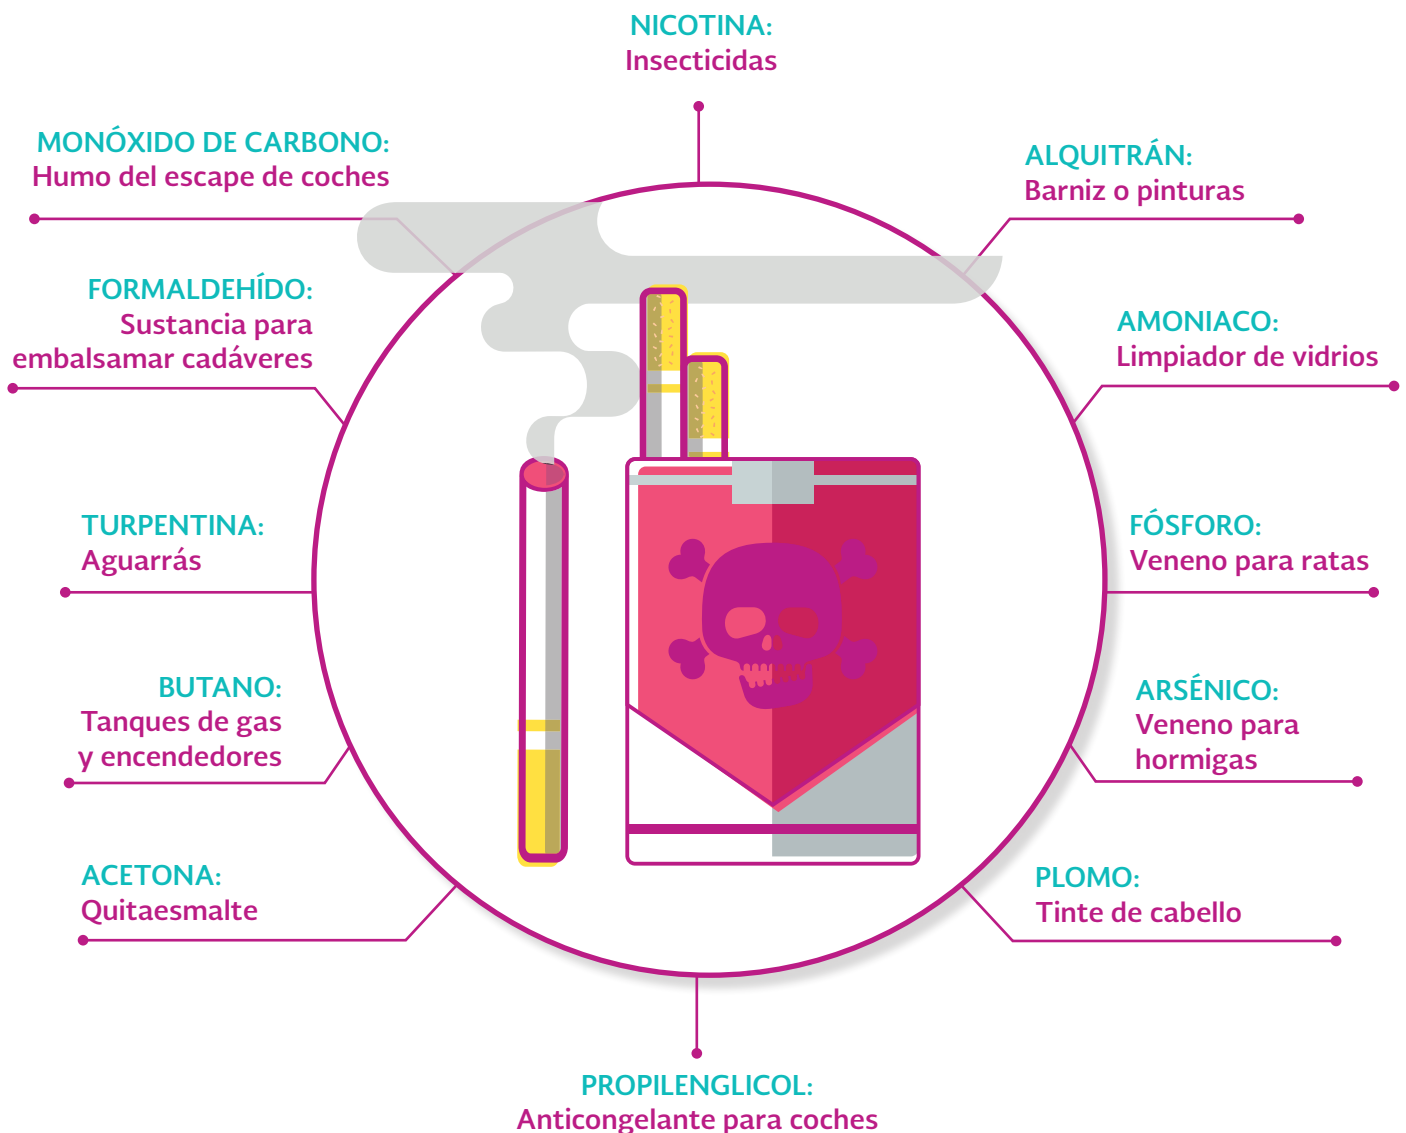 NICOTINA:
Insecticidas
MONÓXIDO DE CARBONO:
Humo del escape de coches
ALQUITRÁN:
Barniz o pinturas
FORMALDEHÍDO:
Sustancia para
embalsamar cadáveres
AMONIACO:
Limpiador de vidrios
TURPENTINA:
Aguarrás
FÓSFORO:
Veneno para ratas
BUTANO:
Tanques de gas
y encendedores
ARSÉNICO:
Veneno para
hormigas
ACETONA:
Quitaesmalte
PLOMO:
Tinte de cabello
PROPILENGLICOL:
Anticongelante para coches